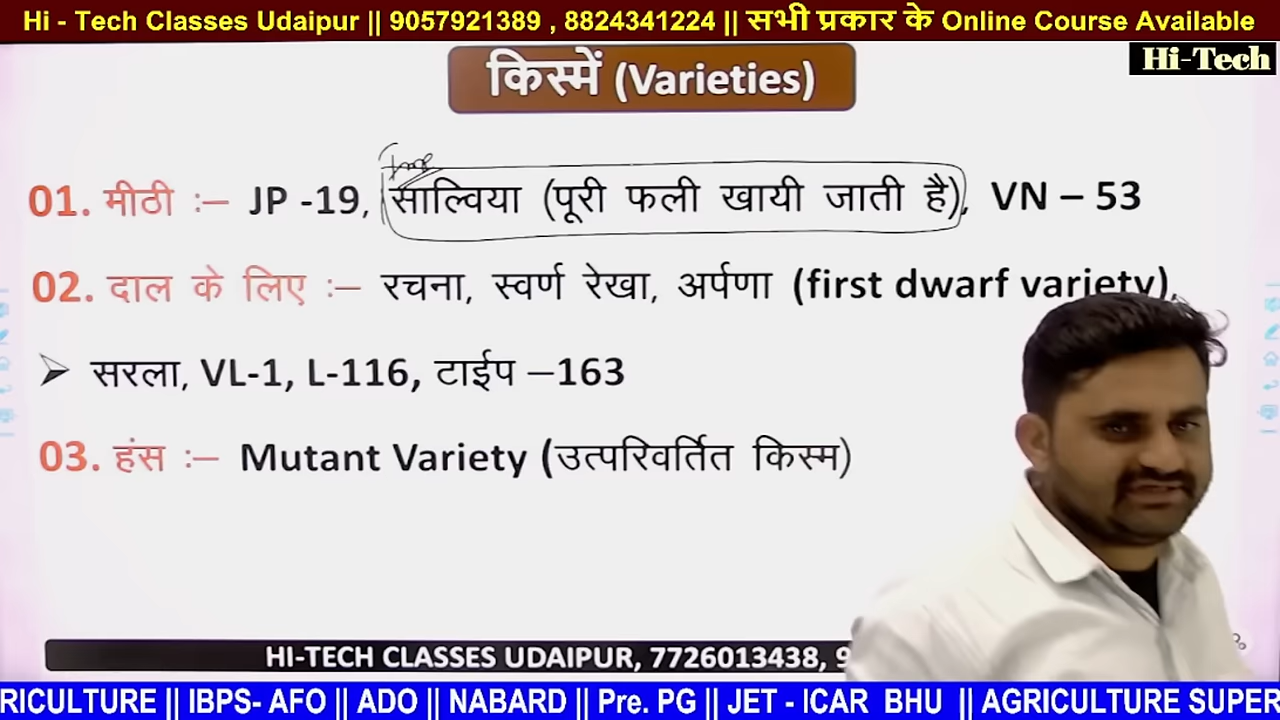 Hi - Tech Classes Udaipur || 9057921389 , 8824341224 || सभी प्रकार के Online Course Available
Hi-Tech
किस्में (Varieties)
Imp
01. मीठी :– JP -19, साल्विया (पूरी फली खायी जाती है), VN – 53
02. दाल के लिए :– रचना, स्वर्ण रेखा, अर्पणा (first dwarf variety),
➢ सरला, VL-1, L-116, टाईप –163
03. हंस :– Mutant Variety (उत्परिवर्तित किस्म)
HI-TECH CLASSES UDAIPUR, 7726013438, 9
RICULTURE || IBPS- AFO || ADO || NABARD || Pre. PG || JET - ICAR BHU || AGRICULTURE SUPER